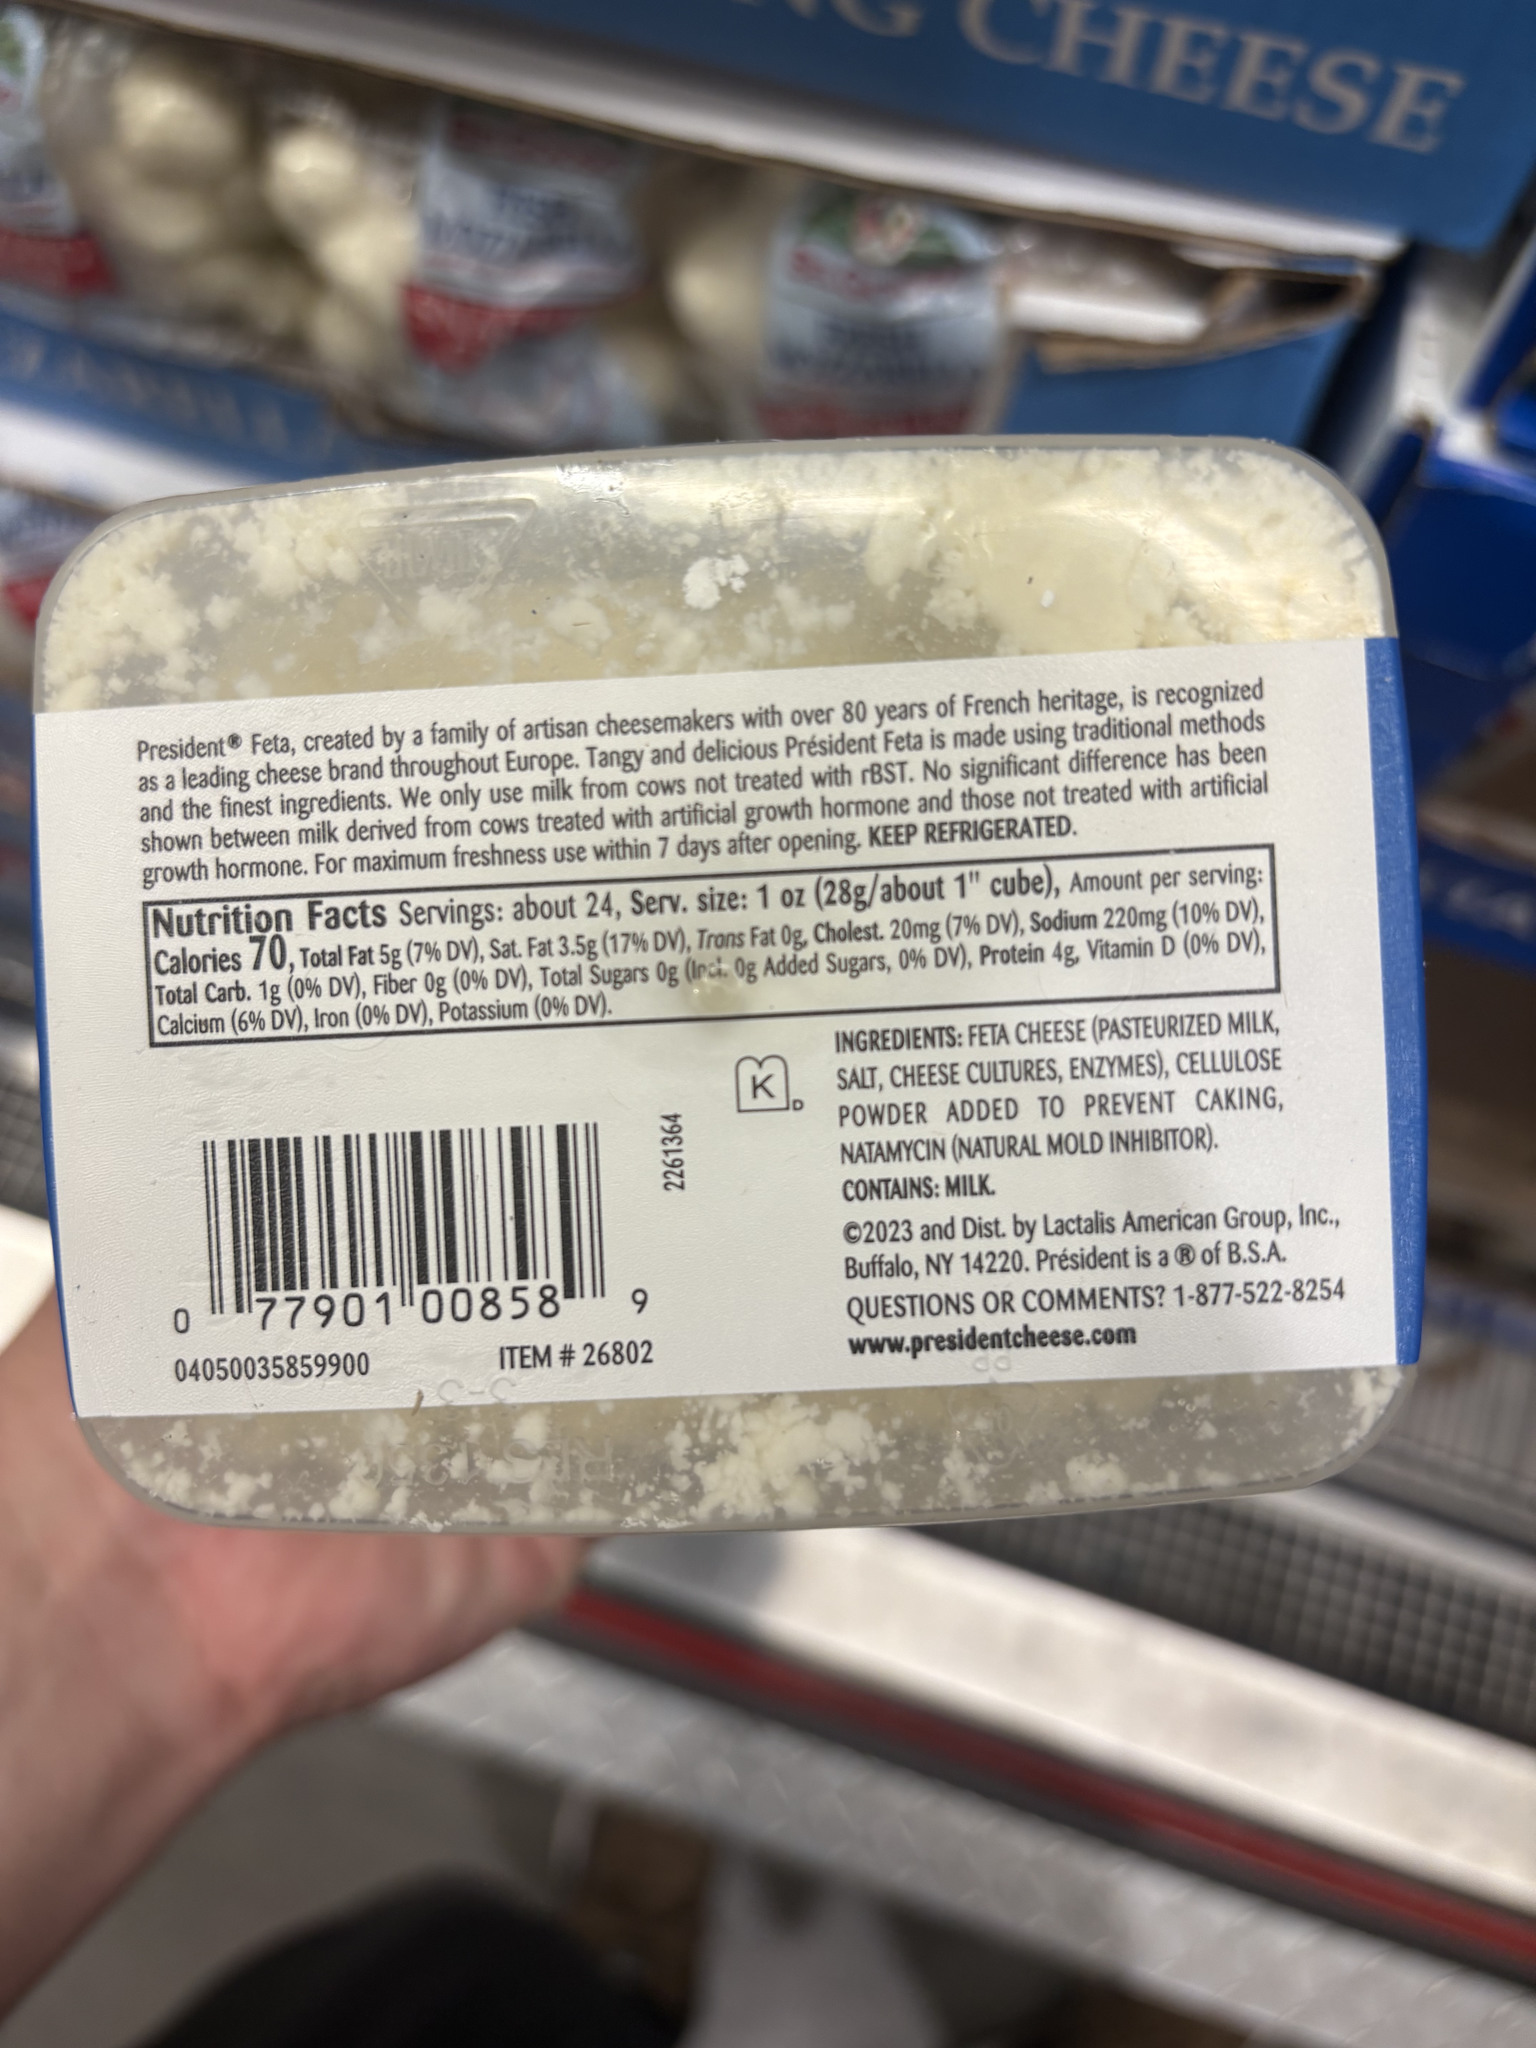 CHEESE
President® Feta, created by a family of artisan cheesemakers with over 80 years of French heritage, is recognized
as a leading cheese brand throughout Europe. Tangy and delicious Président Feta is made using traditional methods
and the finest ingredients. We only use milk from cows not treated with rBST. No significant difference has been
shown between milk derived from cows treated with artificial growth hormone and those not treated with artificial
growth hormone. For maximum freshness use within 7 days after opening. KEEP REFRIGERATED.
Nutrition Facts Servings: about 24, Serv. size: 1 oz (28g/about 1" cube), Amount per serving:
Calories 70, Total Fat 5g (7% DV), Sat. Fat 3.5g (17% DV), Trans Fat 0g, Cholest. 20mg (7% DV), Sodium 220mg (10% DV),
Total Carb. 1g (0% DV), Fiber 0g (0% DV), Total Sugars 0g (Incl. 0g Added Sugars, 0% DV), Protein 4g, Vitamin D (0% DV),
Calcium (6% DV), Iron (0% DV), Potassium (0% DV).
K D
INGREDIENTS: FETA CHEESE (PASTEURIZED MILK,
SALT, CHEESE CULTURES, ENZYMES), CELLULOSE
POWDER ADDED TO PREVENT CAKING,
NATAMYCIN (NATURAL MOLD INHIBITOR).
CONTAINS: MILK.
©2023 and Dist. by Lactalis American Group, Inc.,
Buffalo, NY 14220. Président is a ® of B.S.A.
QUESTIONS OR COMMENTS? 1-877-522-8254
www.presidentcheese.com
2261364
0 77901 00858 9
04050035859900
ITEM # 26802